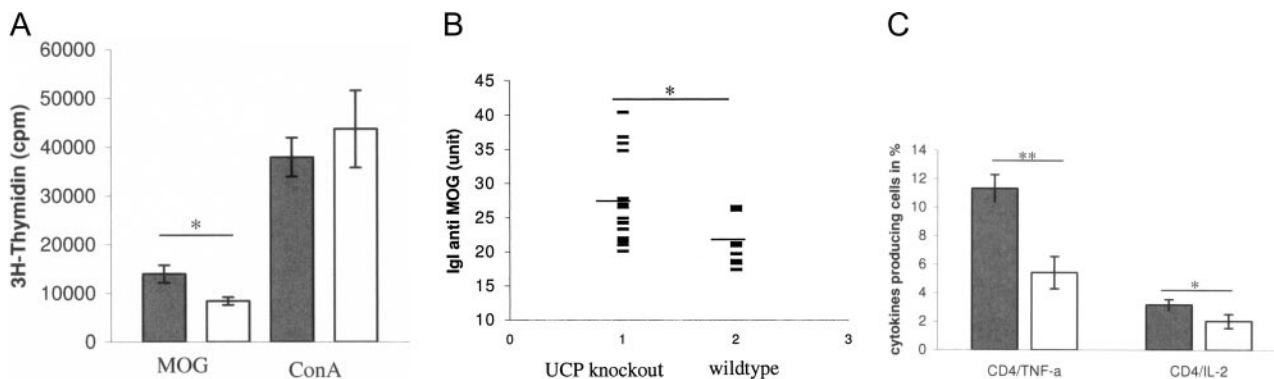 A
3H-Thymidin (cpm)
60000
50000
40000
30000
20000
10000
0
*
MOG
ConA
B
IgI anti MOG (unit)
45
40
35
30
25
20
15
10
*
0
1
2
3
UCP knockout
wildtype
C
cytokines producing cells in %
14
12
10
8
6
4
2
0
**
*
CD4/TNF-a
CD4/IL-2